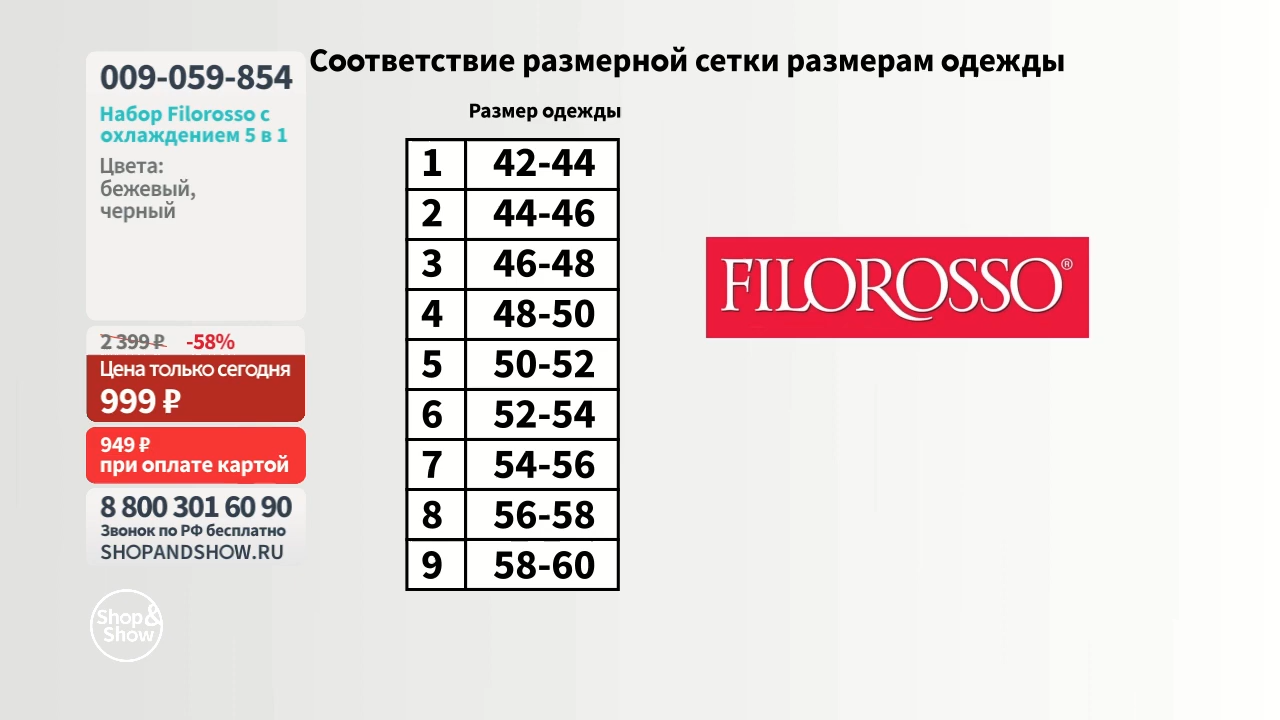 009-059-854
Набор Filorosso с
охлаждением 5 в 1
Цвета:
бежевый,
черный
2 399 ₽ -58%
Цена только сегодня
999 ₽
949 ₽
при оплате картой
8 800 301 60 90
Звонок по РФ бесплатно
SHOPANDSHOW.RU
Shop&
Show
Соответствие размерной сетки размерам одежды
Размер одежды
1 42-44
2 44-46
3 46-48
4 48-50
5 50-52
6 52-54
7 54-56
8 56-58
9 58-60
FILOROSSO®